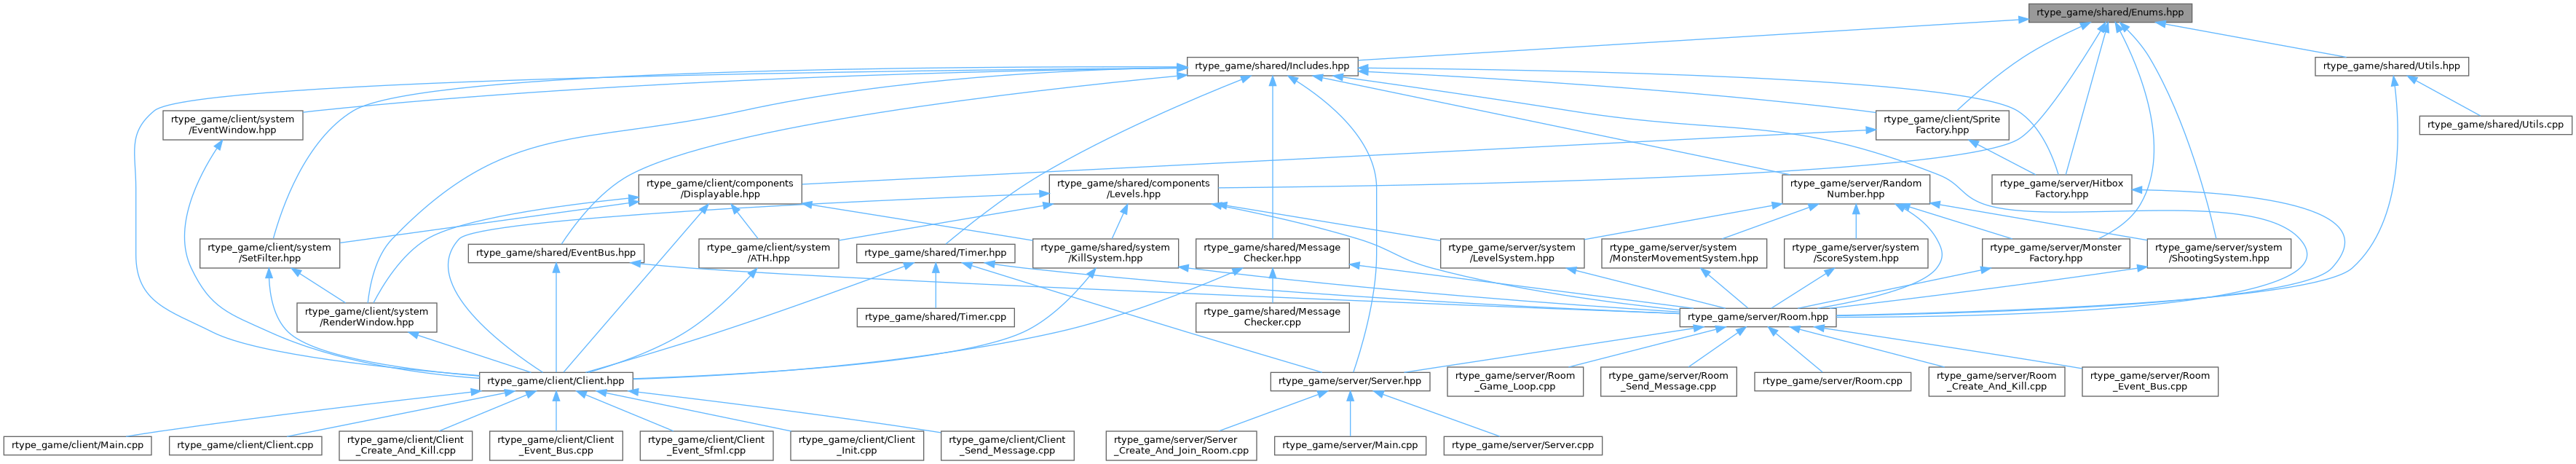 rtype_game/shared/Enums.hpp
rtype_game/shared/Includes.hpp
rtype_game/shared/Utils.hpp
rtype_game/client/system
/EventWindow.hpp
rtype_game/client/Sprite
Factory.hpp
rtype_game/shared/Utils.cpp
rtype_game/client/components
/Displayable.hpp
rtype_game/shared/components
/Levels.hpp
rtype_game/server/Random
Number.hpp
rtype_game/server/Hitbox
Factory.hpp
rtype_game/client/system
/SetFilter.hpp
rtype_game/shared/EventBus.hpp
rtype_game/client/system
/ATH.hpp
rtype_game/shared/Timer.hpp
rtype_game/shared/system
/KillSystem.hpp
rtype_game/shared/Message
Checker.hpp
rtype_game/server/system
/LevelSystem.hpp
rtype_game/server/system
/MonsterMovementSystem.hpp
rtype_game/server/system
/ScoreSystem.hpp
rtype_game/server/Monster
Factory.hpp
rtype_game/server/system
/ShootingSystem.hpp
rtype_game/client/system
/RenderWindow.hpp
rtype_game/shared/Timer.cpp
rtype_game/shared/Message
Checker.cpp
rtype_game/server/Room.hpp
rtype_game/client/Client.hpp
rtype_game/server/Server.hpp
rtype_game/server/Room
_Game_Loop.cpp
rtype_game/server/Room
_Send_Message.cpp
rtype_game/server/Room.cpp
rtype_game/server/Room
_Create_And_Kill.cpp
rtype_game/server/Room
_Event_Bus.cpp
rtype_game/client/Main.cpp
rtype_game/client/Client.cpp
rtype_game/client/Client
_Create_And_Kill.cpp
rtype_game/client/Client
_Event_Bus.cpp
rtype_game/client/Client
_Event_Sfml.cpp
rtype_game/client/Client
_Init.cpp
rtype_game/client/Client
_Send_Message.cpp
rtype_game/server/Server
_Create_And_Join_Room.cpp
rtype_game/server/Main.cpp
rtype_game/server/Server.cpp